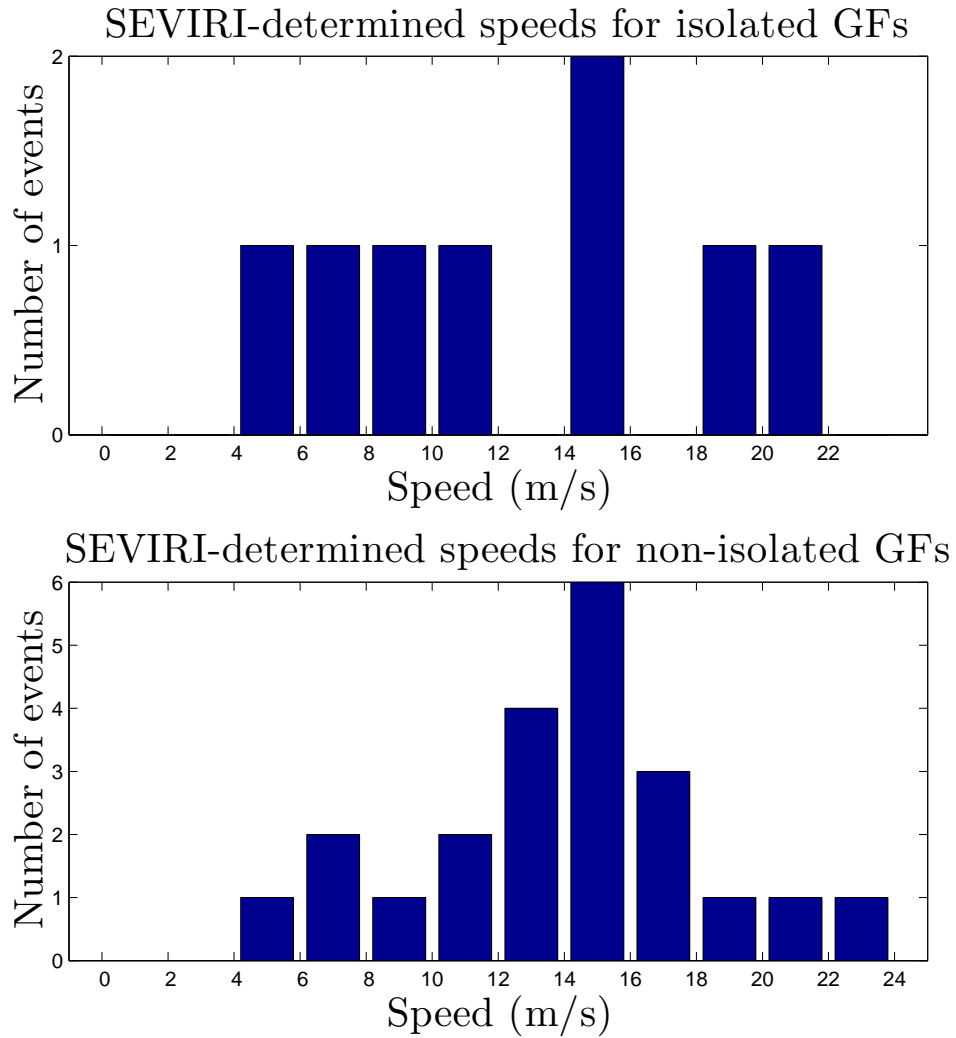 SEVIRI-determined speeds for isolated GFs
2
1
0
Number of events
0 2 4 6 8 10 12 14 16 18 20 22
Speed (m/s)
SEVIRI-determined speeds for non-isolated GFs
6
5
4
3
2
1
0
Number of events
0 2 4 6 8 10 12 14 16 18 20 22 24
Speed (m/s)